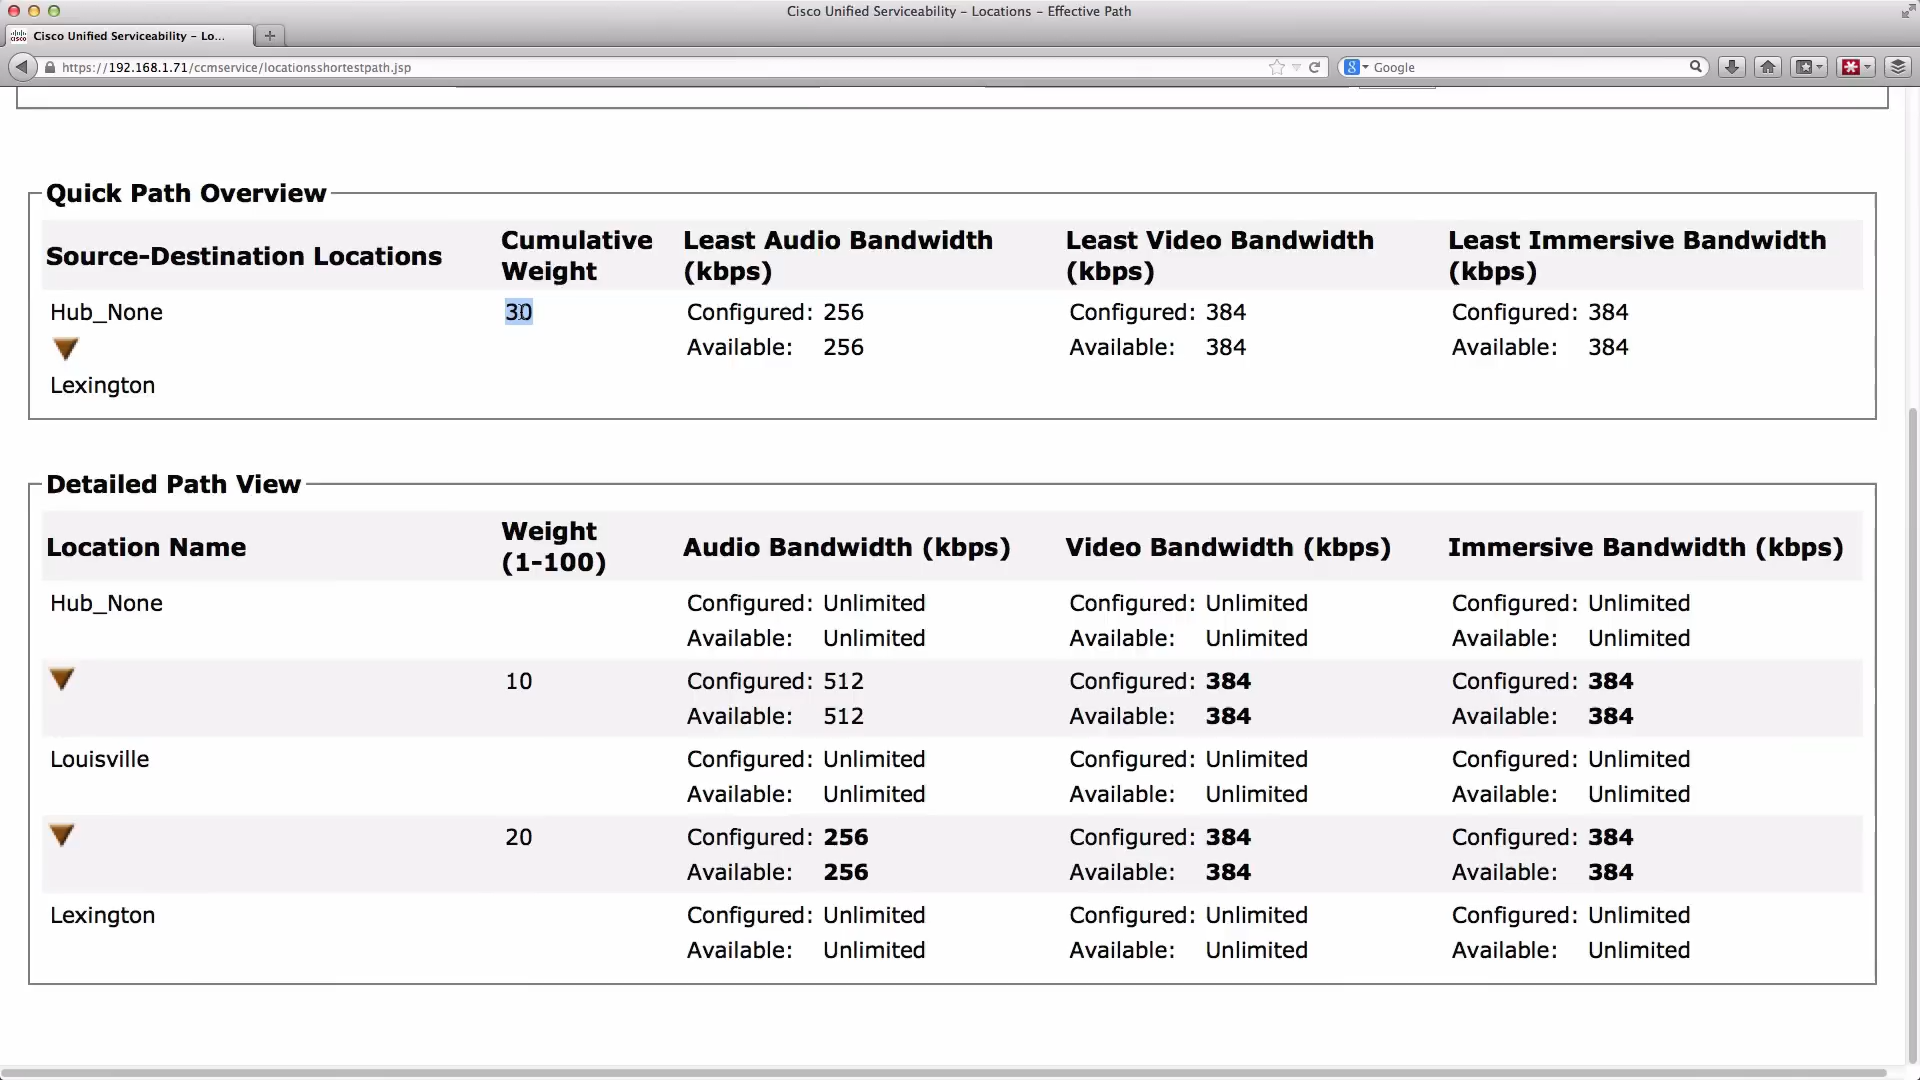 Cisco Unified Serviceability – Locations – Effective Path
cisco Cisco Unified Serviceability – Lo...
https://192.168.1.71/ccmservice/locationsshortestpath.jsp
8 Google
Quick Path Overview
Source-Destination Locations Cumulative Weight Least Audio Bandwidth (kbps) Least Video Bandwidth (kbps) Least Immersive Bandwidth (kbps)
Hub_None 30 Configured: 256 Configured: 384 Configured: 384
Available: 256 Available: 384 Available: 384
Lexington
Detailed Path View
Location Name Weight (1-100) Audio Bandwidth (kbps) Video Bandwidth (kbps) Immersive Bandwidth (kbps)
Hub_None Configured: Unlimited Configured: Unlimited Configured: Unlimited
Available: Unlimited Available: Unlimited Available: Unlimited
10 Configured: 512 Configured: 384 Configured: 384
Available: 512 Available: 384 Available: 384
Louisville Configured: Unlimited Configured: Unlimited Configured: Unlimited
Available: Unlimited Available: Unlimited Available: Unlimited
20 Configured: 256 Configured: 384 Configured: 384
Available: 256 Available: 384 Available: 384
Lexington Configured: Unlimited Configured: Unlimited Configured: Unlimited
Available: Unlimited Available: Unlimited Available: Unlimited